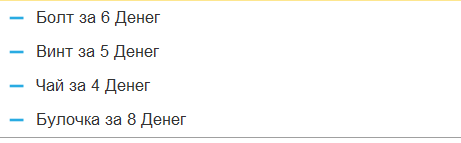 Болт за 6 Денег
Винт за 5 Денег
Чай за 4 Денег
Булочка за 8 Денег